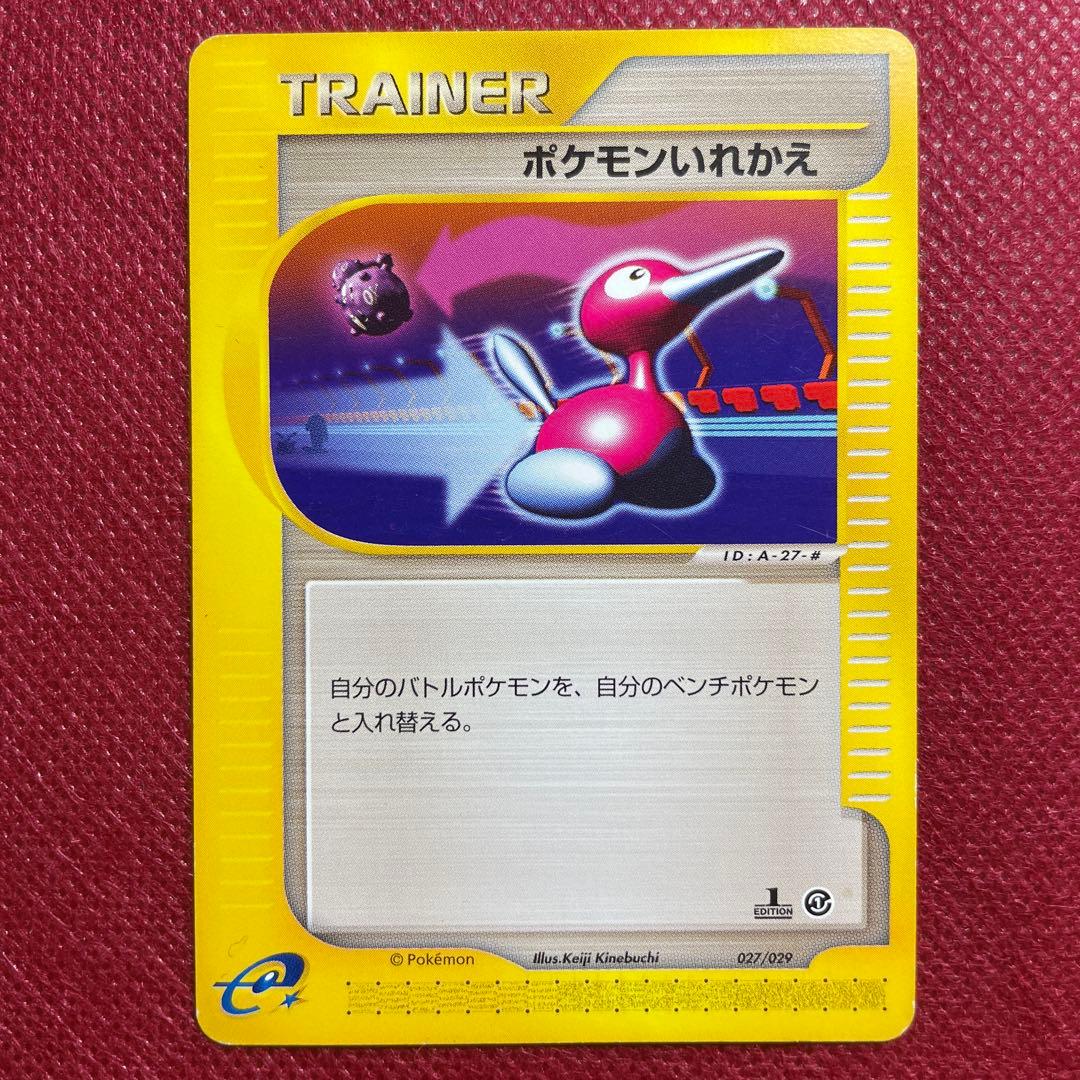 TRAINER
ポケモンいれかえ
ID:A-27-#
自分のバトルポケモンを、自分のベンチポケモン
と入れ替える。
1
EDITION
© Pokémon
Illus.Keiji Kinebuchi
027/029
e